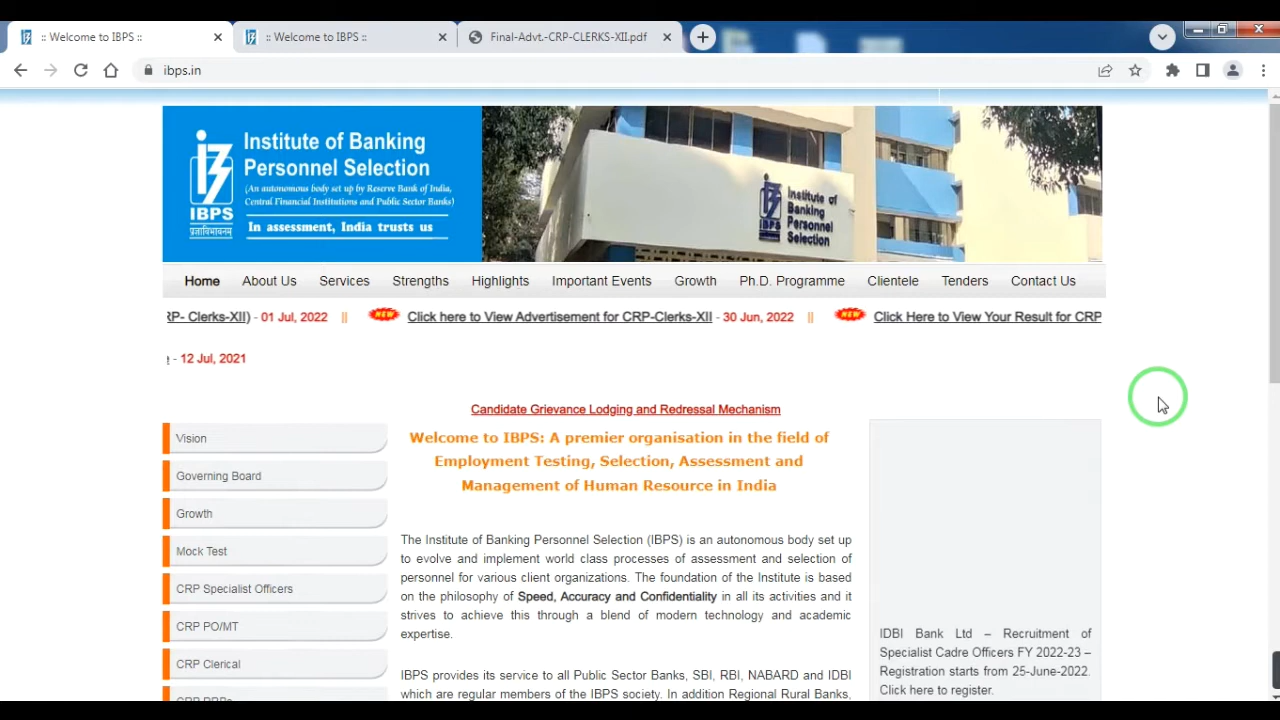 :: Welcome to IBPS ::
:: Welcome to IBPS ::
Final-Advt.-CRP-CLERKS-XII.pdf
ibps.in
Institute of Banking
Personnel Selection
(An autonomous body set up by Reserve Bank of India,
Central Financial Institutions and Public Sector Banks)
In assessment, India trusts us
IBPS
प्रज्ञाविभावनम्
Institute of
Banking
Personnel
Selection
Home About Us Services Strengths Highlights Important Events Growth Ph.D. Programme Clientele Tenders Contact Us
RP- Clerks-XII) - 01 Jul, 2022 || NEW Click here to View Advertisement for CRP-Clerks-XII - 30 Jun, 2022 || NEW Click Here to View Your Result for CRP
- 12 Jul, 2021
Candidate Grievance Lodging and Redressal Mechanism
Vision
Governing Board
Growth
Mock Test
CRP Specialist Officers
CRP PO/MT
CRP Clerical
Welcome to IBPS: A premier organisation in the field of
Employment Testing, Selection, Assessment and
Management of Human Resource in India
The Institute of Banking Personnel Selection (IBPS) is an autonomous body set up
to evolve and implement world class processes of assessment and selection of
personnel for various client organizations. The foundation of the Institute is based
on the philosophy of Speed, Accuracy and Confidentiality in all its activities and it
strives to achieve this through a blend of modern technology and academic
expertise.
IBPS provides its service to all Public Sector Banks, SBI, RBI, NABARD and IDBI
which are regular members of the IBPS society. In addition Regional Rural Banks,
IDBI Bank Ltd – Recruitment of
Specialist Cadre Officers FY 2022-23 –
Registration starts from 25-June-2022.
Click here to register.